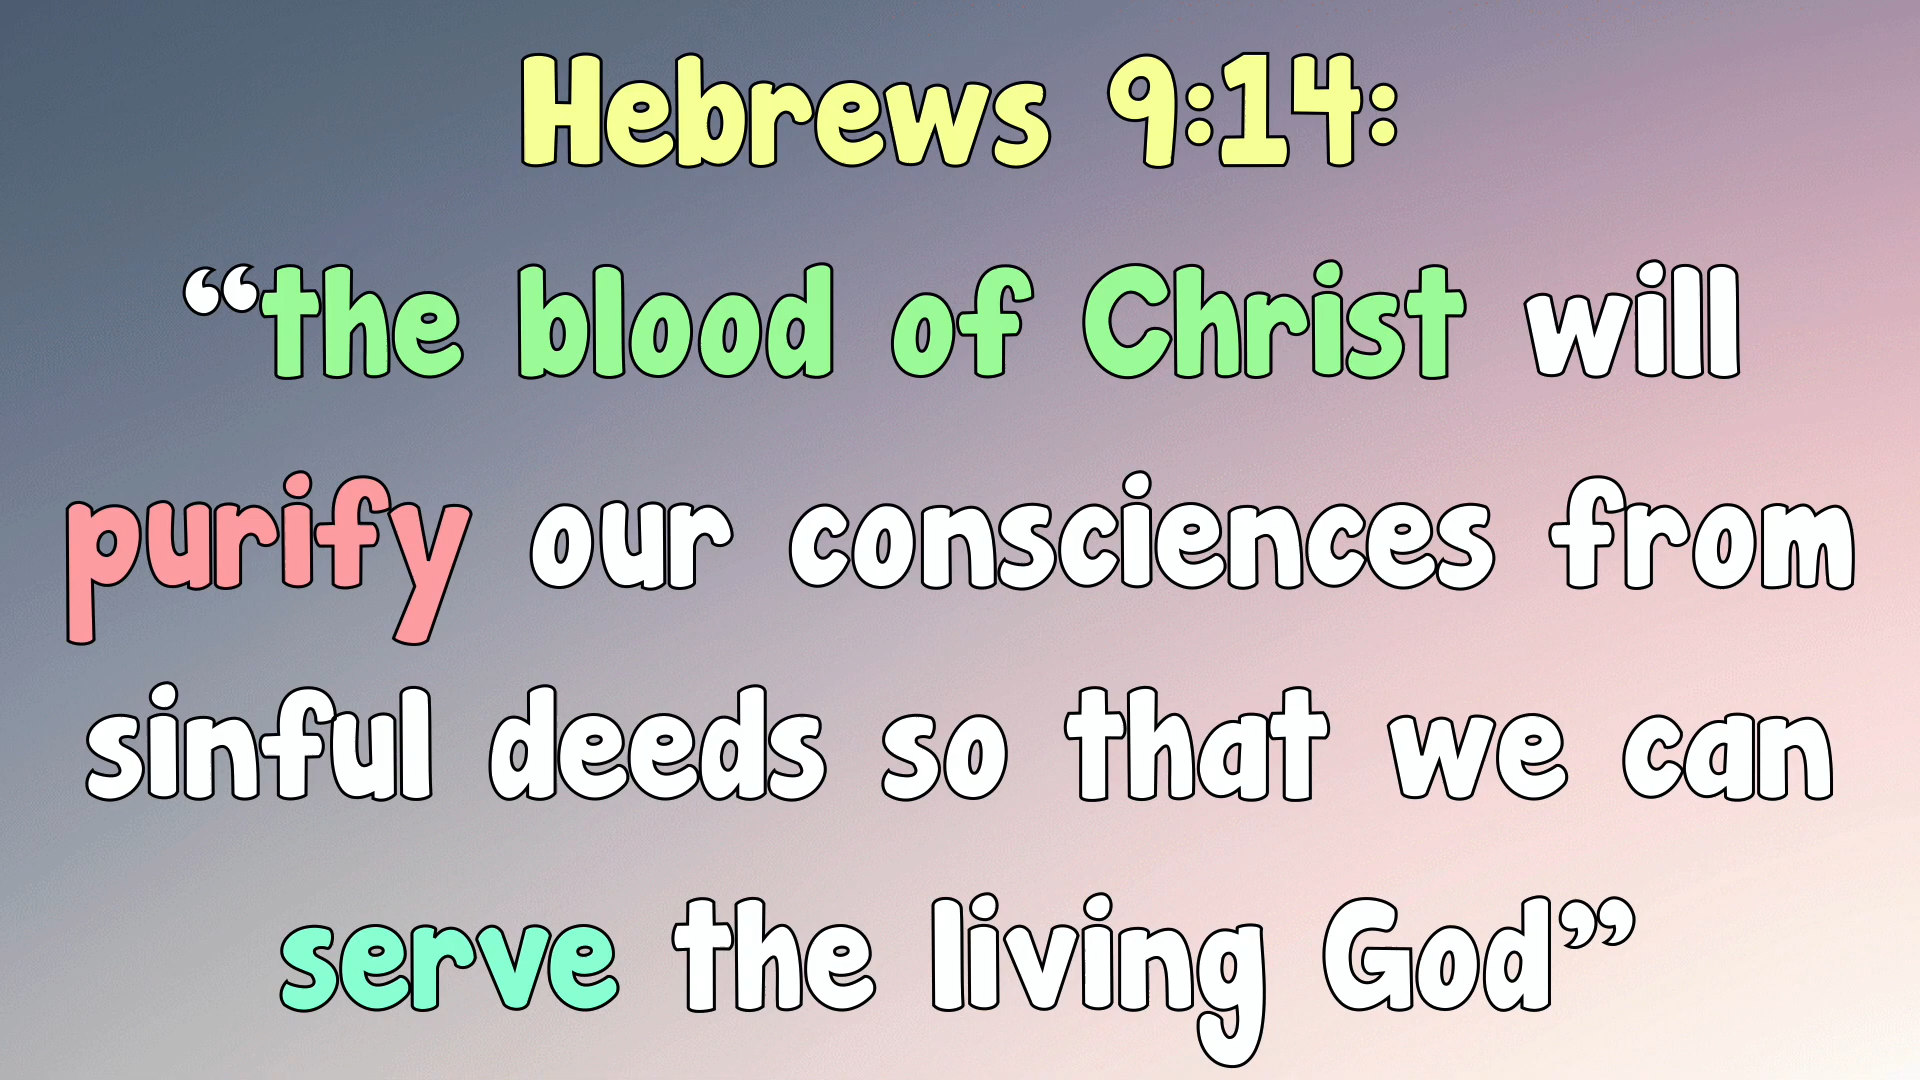 Hebrews 9:14:
“the blood of Christ will
purify our consciences from
sinful deeds so that we can
serve the living God”